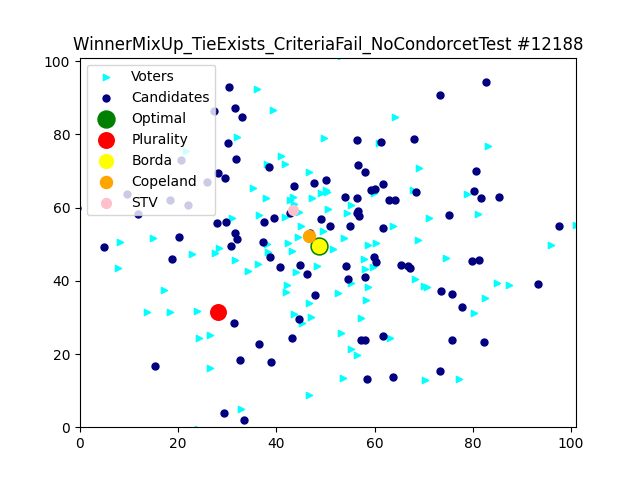 WinnerMixUp_TieExists_CriteriaFail_NoCondorcetTest #12188
100
80
60
40
20
0
Voters
Candidates
Optimal
Plurality
Borda
Copeland
STV
0 20 40 60 80 100